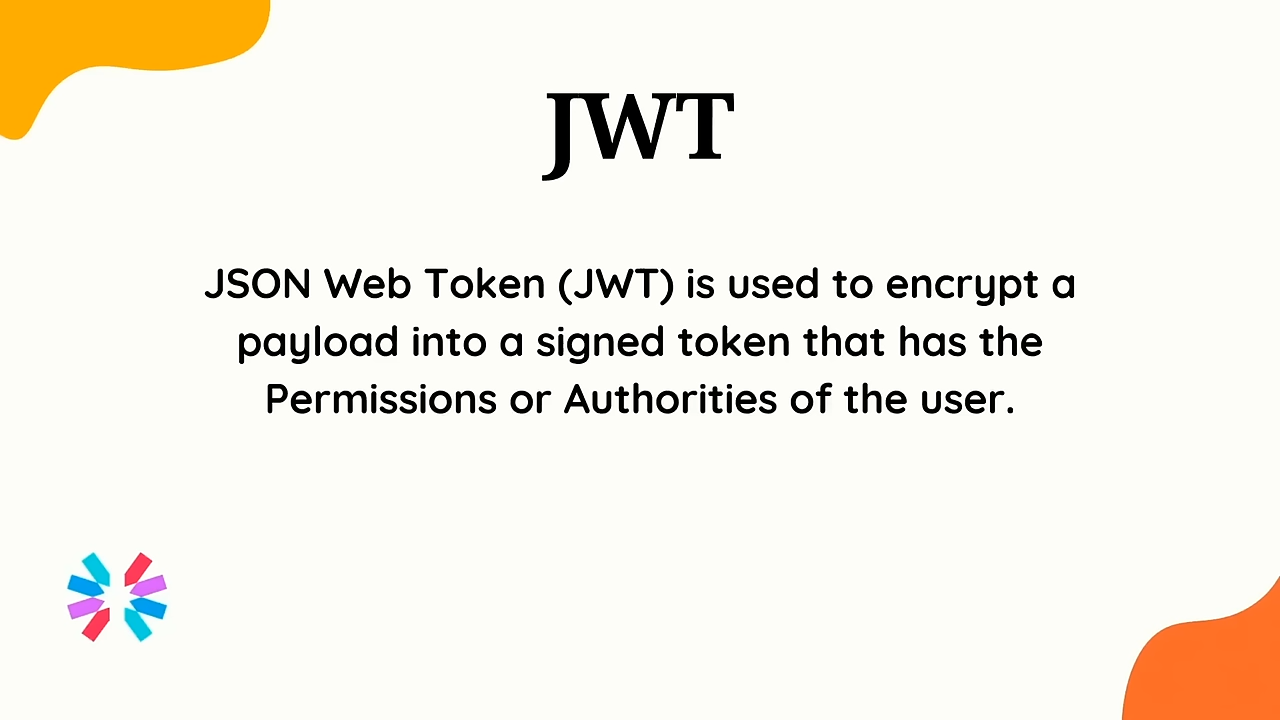 JWT
JSON Web Token (JWT) is used to encrypt a
payload into a signed token that has the
Permissions or Authorities of the user.